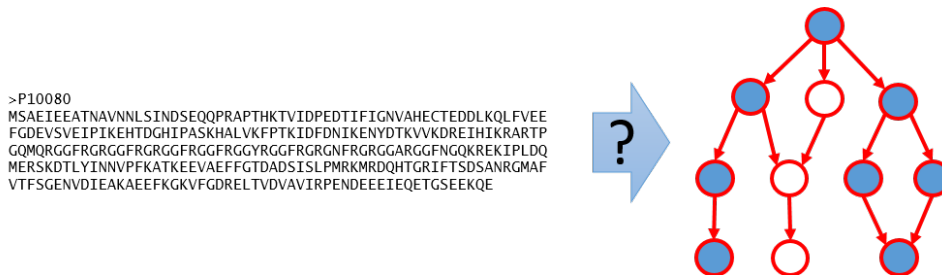 >P10080
MSAEIEEATNAVNNLSINDSEQQPRAPTHKTVIDPEDTIFIGNVAHECTEDDLKQLFVEE
FGDEVSVEIPIKEHTDGHIPASKHALVKFPTKIDFDNIKENYDTKVVKDREIHIKRARTP
GQMQRGGFRGRGGFRGRGGFRGGFRGGYRGGFRGRGNFRGRGGARGGFNGQKREKIPLDQ
MERSKDTLYINNVPFKATKEEVAEFFGTDADSISLPMRKMRDQHTGRIFTSDSANRGMAF
VTFSGENVDIEAKAEEFKGKVFGDRELTVDVAVIRPENDEEEIEQETGSEEKQE
?